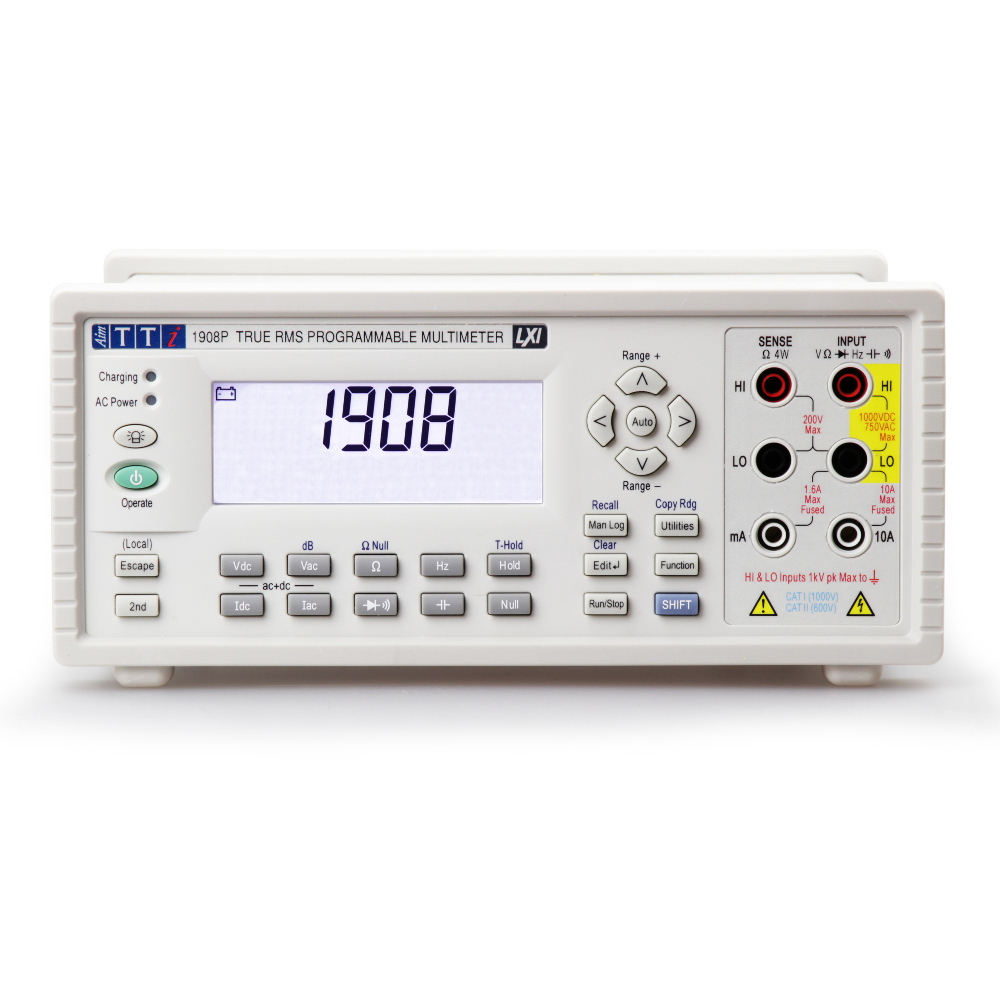 Aim TTi 1908P TRUE RMS PROGRAMMABLE MULTIMETER LXI
Charging
AC Power
1908
Operate
Range +
< Auto >
Range –
SENSE INPUT
Ω 4W V Ω Hz
HI HI
200V
Max
1000VDC
750VAC
Max
LO LO
1.6A
Max
Fused
10A
Max
Fused
mA 10A
HI & LO Inputs 1kV pk Max to
CAT I (1000V)
CAT II (600V)
Recall Copy Rdg
Man Log Utilities
Clear
Edit↲ Function
Run/Stop SHIFT
(Local) dB Ω Null T-Hold
Escape Vdc Vac Ω Hz Hold
ac+dc
2nd Idc Iac Null